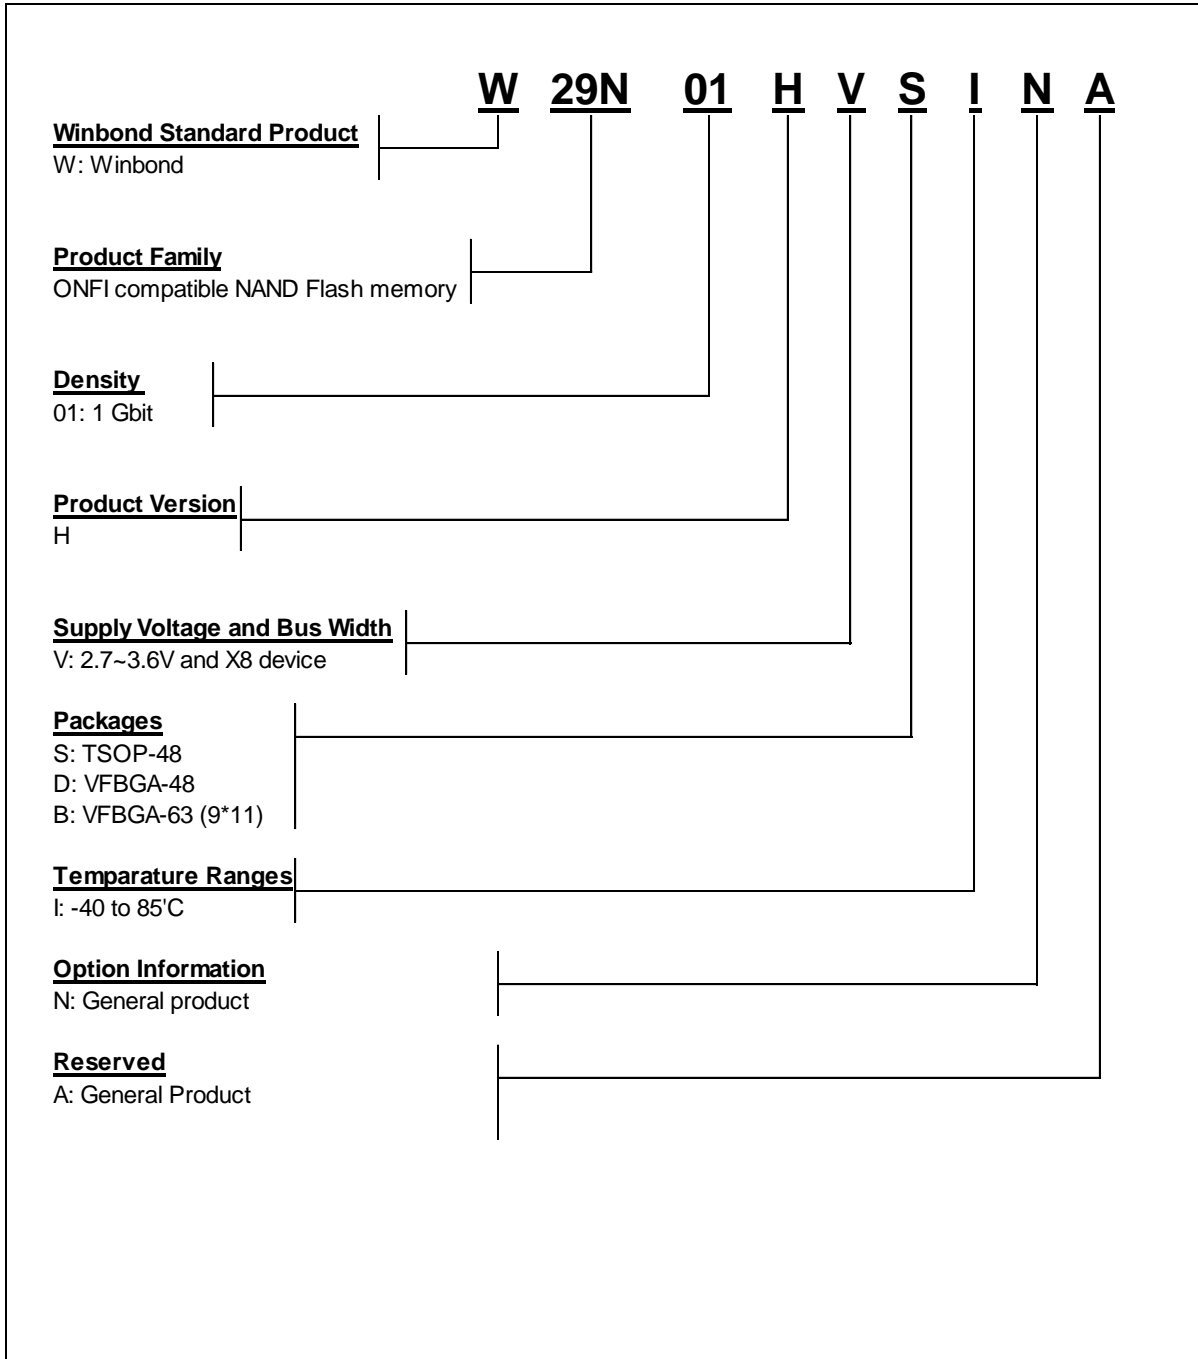 W 29N 01 H V S I N A
Winbond Standard Product
W: Winbond
Product Family
ONFI compatible NAND Flash memory
Density
01: 1 Gbit
Product Version
H
Supply Voltage and Bus Width
V: 2.7~3.6V and X8 device
Packages
S: TSOP-48
D: VFBGA-48
B: VFBGA-63 (9*11)
Temparature Ranges
I: -40 to 85'C
Option Information
N: General product
Reserved
A: General Product